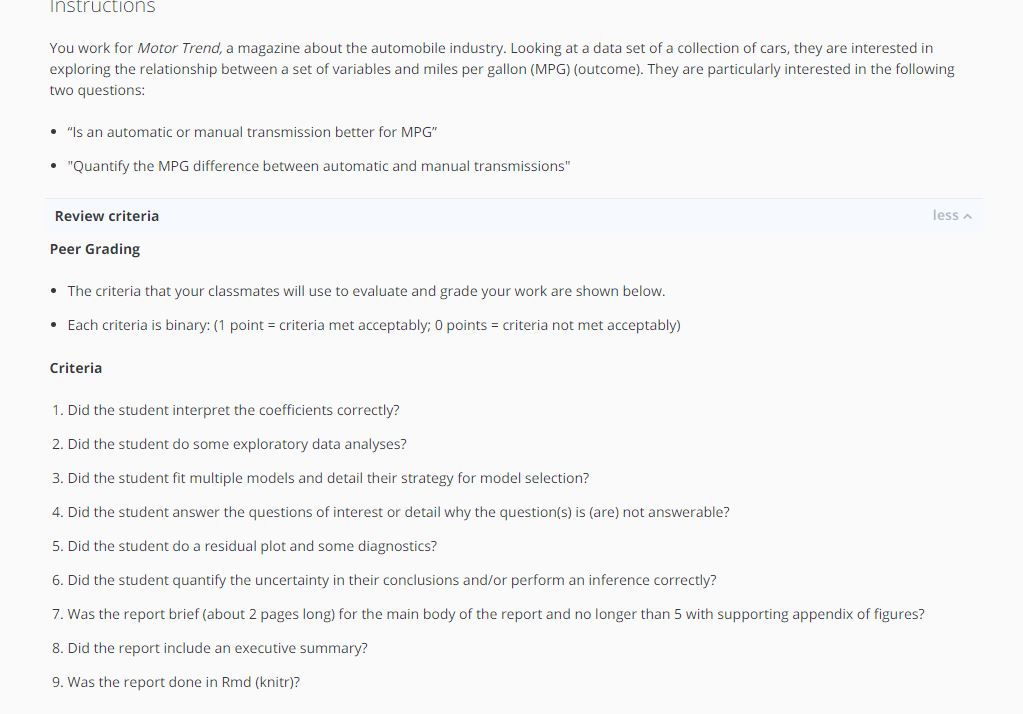 Instructions
You work for Motor Trend, a magazine about the automobile industry. Looking at a data set of a collection of cars, they are interested in
exploring the relationship between a set of variables and miles per gallon (MPG) (outcome). They are particularly interested in the following
two questions:
• “Is an automatic or manual transmission better for MPG”
• "Quantify the MPG difference between automatic and manual transmissions"
Review criteria less
Peer Grading
• The criteria that your classmates will use to evaluate and grade your work are shown below.
• Each criteria is binary: (1 point = criteria met acceptably; 0 points = criteria not met acceptably)
Criteria
1. Did the student interpret the coefficients correctly?
2. Did the student do some exploratory data analyses?
3. Did the student fit multiple models and detail their strategy for model selection?
4. Did the student answer the questions of interest or detail why the question(s) is (are) not answerable?
5. Did the student do a residual plot and some diagnostics?
6. Did the student quantify the uncertainty in their conclusions and/or perform an inference correctly?
7. Was the report brief (about 2 pages long) for the main body of the report and no longer than 5 with supporting appendix of figures?
8. Did the report include an executive summary?
9. Was the report done in Rmd (knitr)?